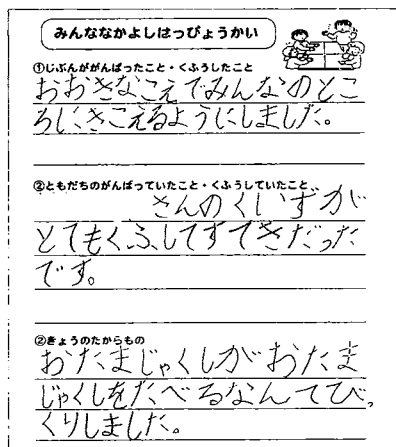 みんななかよしはっぴょうかい
①じぶんががんばったこと・くふうしたこと
おおきなこえでみんなのとこ
ろにきこえるようにしました。
②ともだちのがんばっていたこと・くふうしていたこと
さんのくいずが
とてもくふしてすてきだった
です。
②きょうのたからもの
おたまじゃくしがおたま
じゃくしをたべるなんてびっ
くりしました。